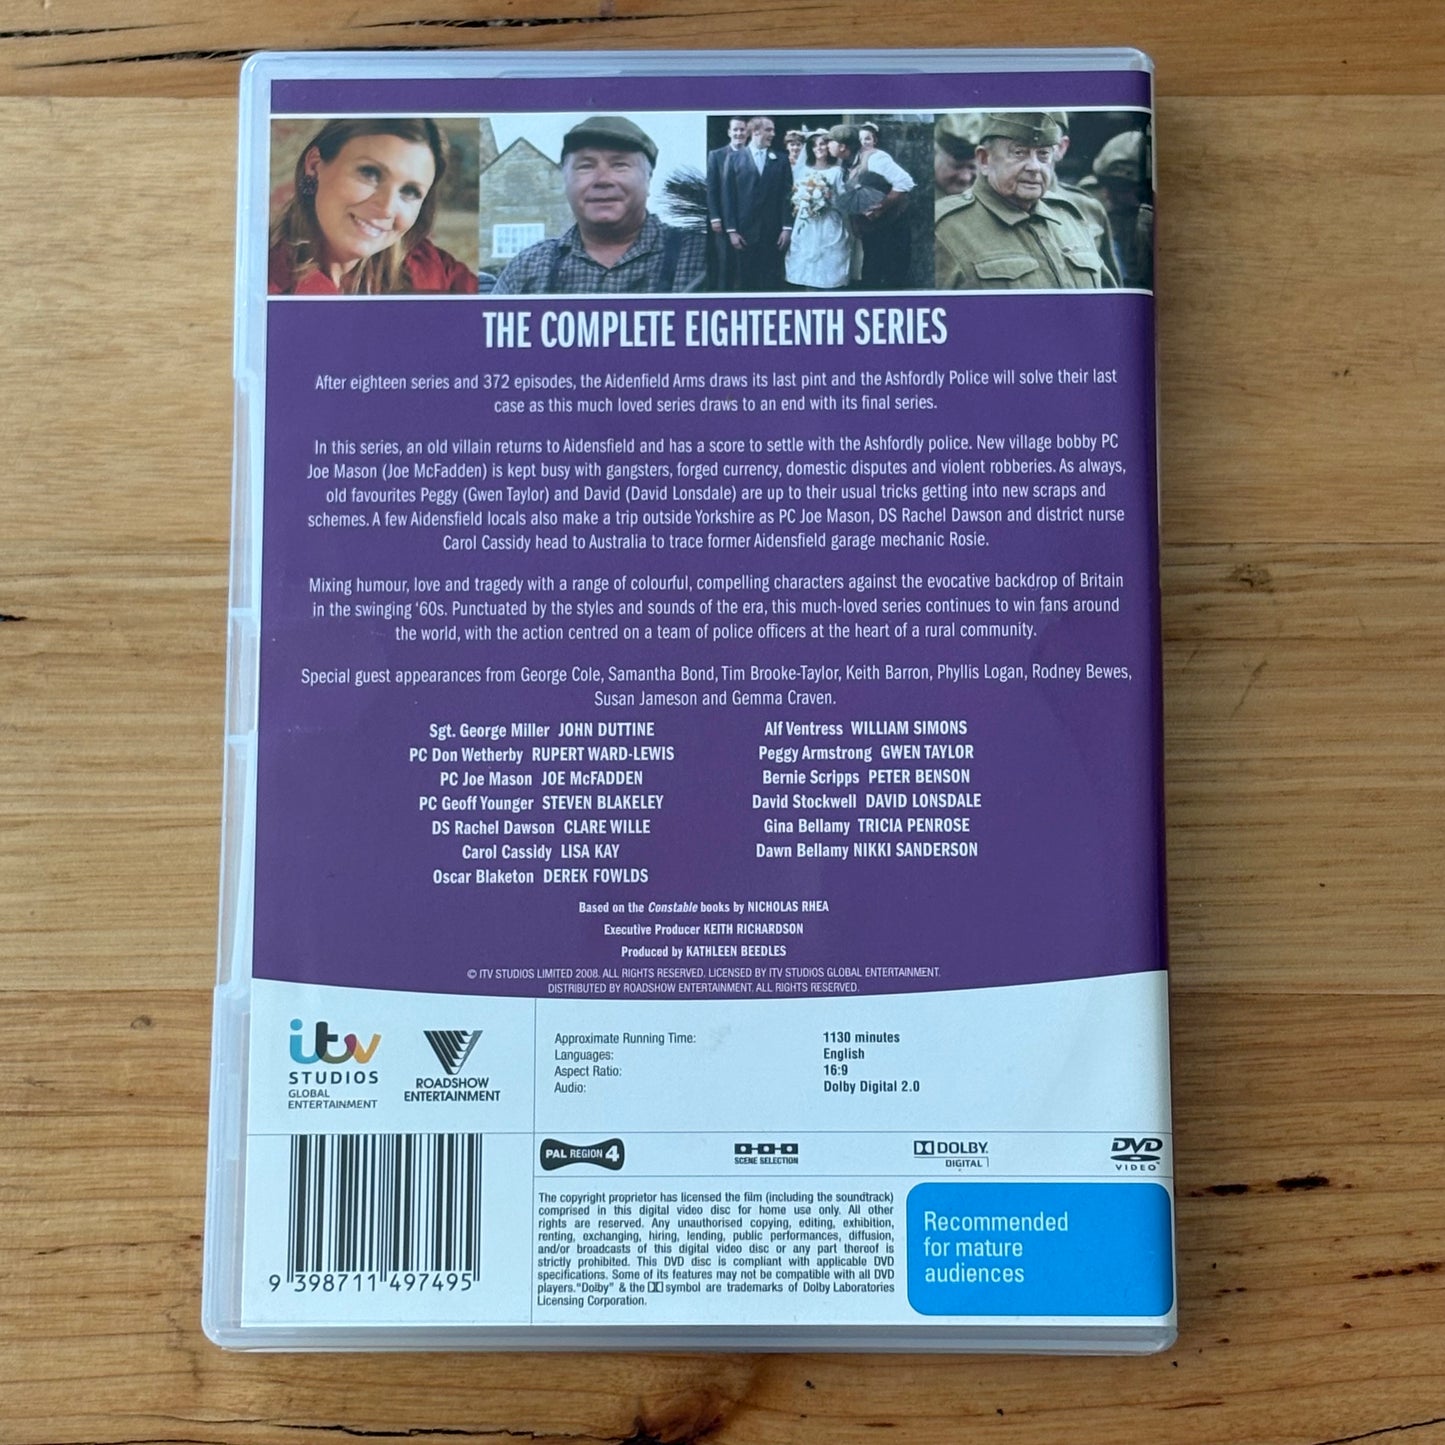 THE COMPLETE EIGHTEENTH SERIES
After eighteen series and 372 episodes, the Aidenfield Arms draws its last pint and the Ashfordly Police will solve their last
case as this much loved series draws to an end with its final series.
In this series, an old villain returns to Aidensfield and has a score to settle with the Ashfordly police. New village bobby PC
Joe Mason (Joe McFadden) is kept busy with gangsters, forged currency, domestic disputes and violent robberies. As always,
old favourites Peggy (Gwen Taylor) and David (David Lonsdale) are up to their usual tricks getting into new scraps and
schemes. A few Aidensfield locals also make a trip outside Yorkshire as PC Joe Mason, DS Rachel Dawson and district nurse
Carol Cassidy head to Australia to trace former Aidensfield garage mechanic Rosie.
Mixing humour, love and tragedy with a range of colourful, compelling characters against the evocative backdrop of Britain
in the swinging '60s. Punctuated by the styles and sounds of the era, this much-loved series continues to win fans around
the world, with the action centred on a team of police officers at the heart of a rural community.
Special guest appearances from George Cole, Samantha Bond, Tim Brooke-Taylor, Keith Barron, Phyllis Logan, Rodney Bewes,
Susan Jameson and Gemma Craven.
Sgt. George Miller JOHN DUTTINE
PC Don Wetherby RUPERT WARD-LEWIS
PC Joe Mason JOE McFADDEN
PC Geoff Younger STEVEN BLAKELEY
DS Rachel Dawson CLARE WILLE
Carol Cassidy LISA KAY
Oscar Blaketon DEREK FOWLDS
Alf Ventress WILLIAM SIMONS
Peggy Armstrong GWEN TAYLOR
Bernie Scripps PETER BENSON
David Stockwell DAVID LONSDALE
Gina Bellamy TRICIA PENROSE
Dawn Bellamy NIKKI SANDERSON
Based on the Constable books by NICHOLAS RHEA
Executive Producer KEITH RICHARDSON
Produced by KATHLEEN BEEDLES
© ITV STUDIOS LIMITED 2008. ALL RIGHTS RESERVED. LICENSED BY ITV STUDIOS GLOBAL ENTERTAINMENT.
DISTRIBUTED BY ROADSHOW ENTERTAINMENT. ALL RIGHTS RESERVED.
itv
STUDIOS
GLOBAL
ENTERTAINMENT
ROADSHOW
ENTERTAINMENT
Approximate Running Time: 1130 minutes
Languages: English
Aspect Ratio: 16:9
Audio: Dolby Digital 2.0
9 398711 497495
PAL REGION 4
SCENE SELECTION
DOLBY
DIGITAL
DVD
VIDEO
The copyright proprietor has licensed the film (including the soundtrack)
comprised in this digital video disc for home use only. All other
rights are reserved. Any unauthorised copying, editing, exhibition,
renting, exchanging, hiring, lending, public performances, diffusion,
and/or broadcasts of this digital video disc or any part thereof is
strictly prohibited. This DVD disc is compliant with applicable DVD
specifications. Some of its features may not be compatible with all DVD
players. "Dolby" & the symbol are trademarks of Dolby Laboratories
Licensing Corporation.
Recommended
for mature
audiences